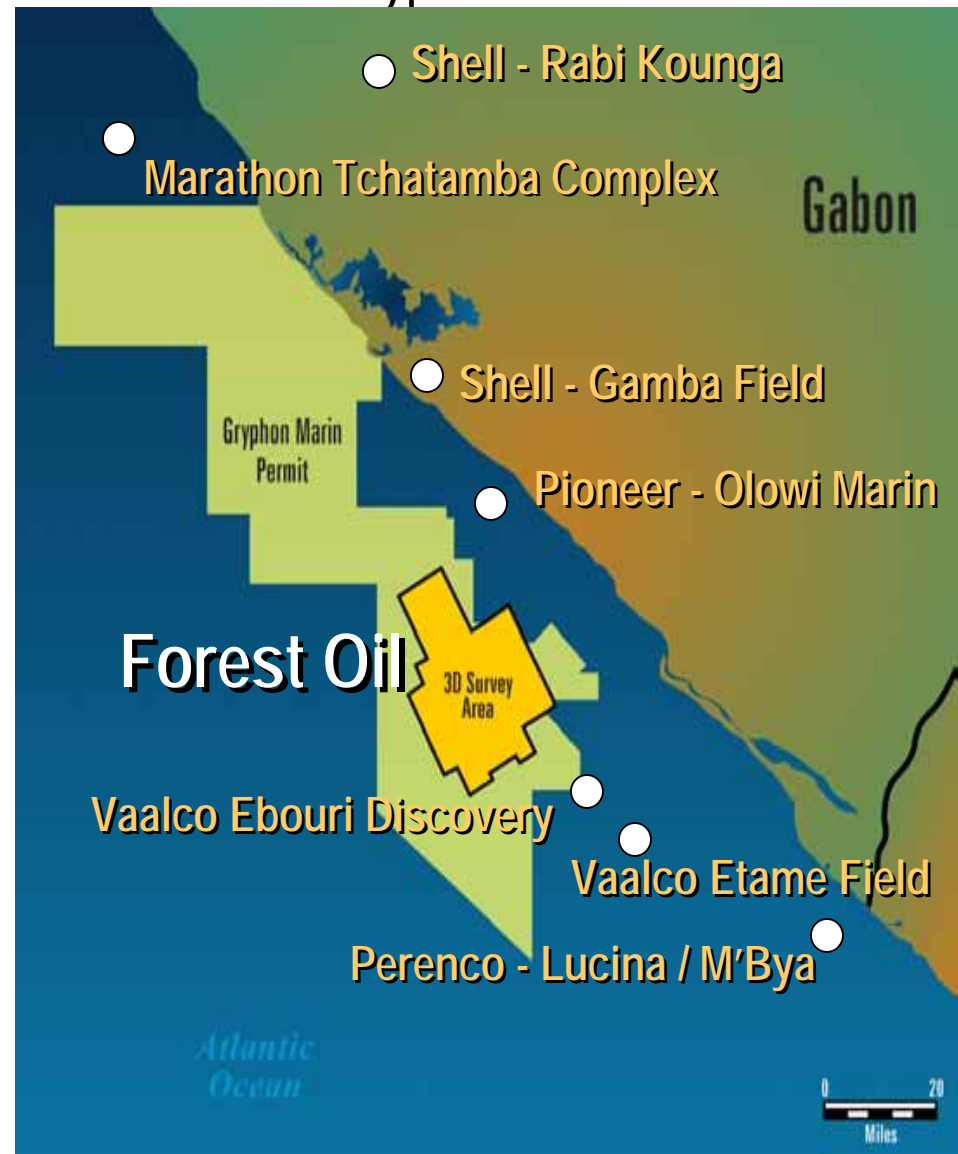 Shell - Rabi Kounga
Marathon Tchatamba Complex
Gabon
Shell - Gamba Field
Gryphon Marin
Permit
Pioneer - Olowi Marin
Forest Oil
3D Survey
Area
Vaalco Ebouri Discovery
Vaalco Etame Field
Perenco - Lucina / M'Bya
Atlantic
Ocean
0 20
Miles